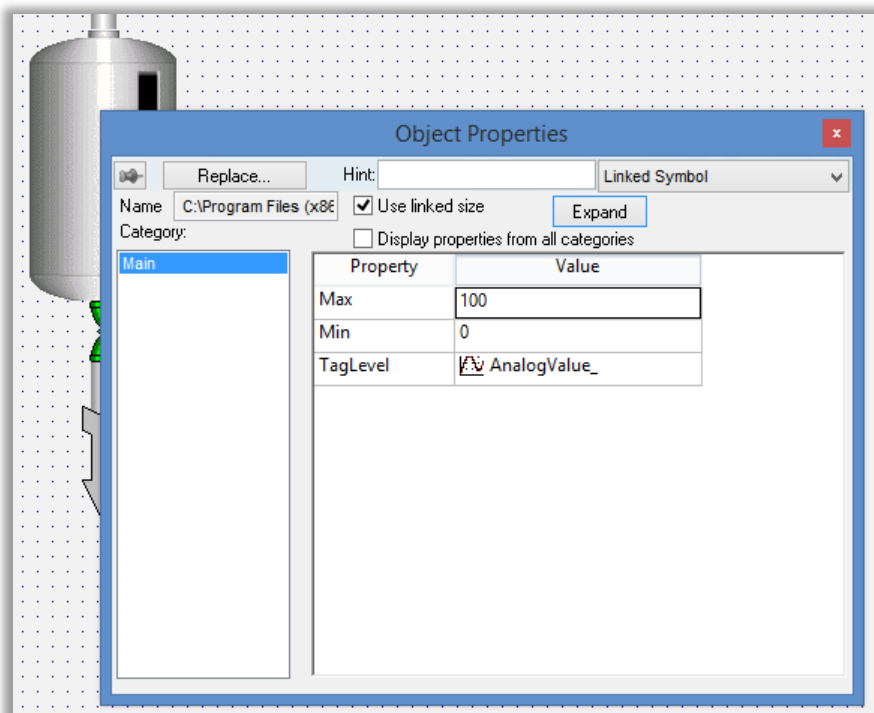 Object Properties
x
Replace... Hint: Linked Symbol
Name C:\Program Files (x86 Use linked size Expand
Category: Display properties from all categories
Main Property Value
Max 100
Min 0
TagLevel AnalogValue_